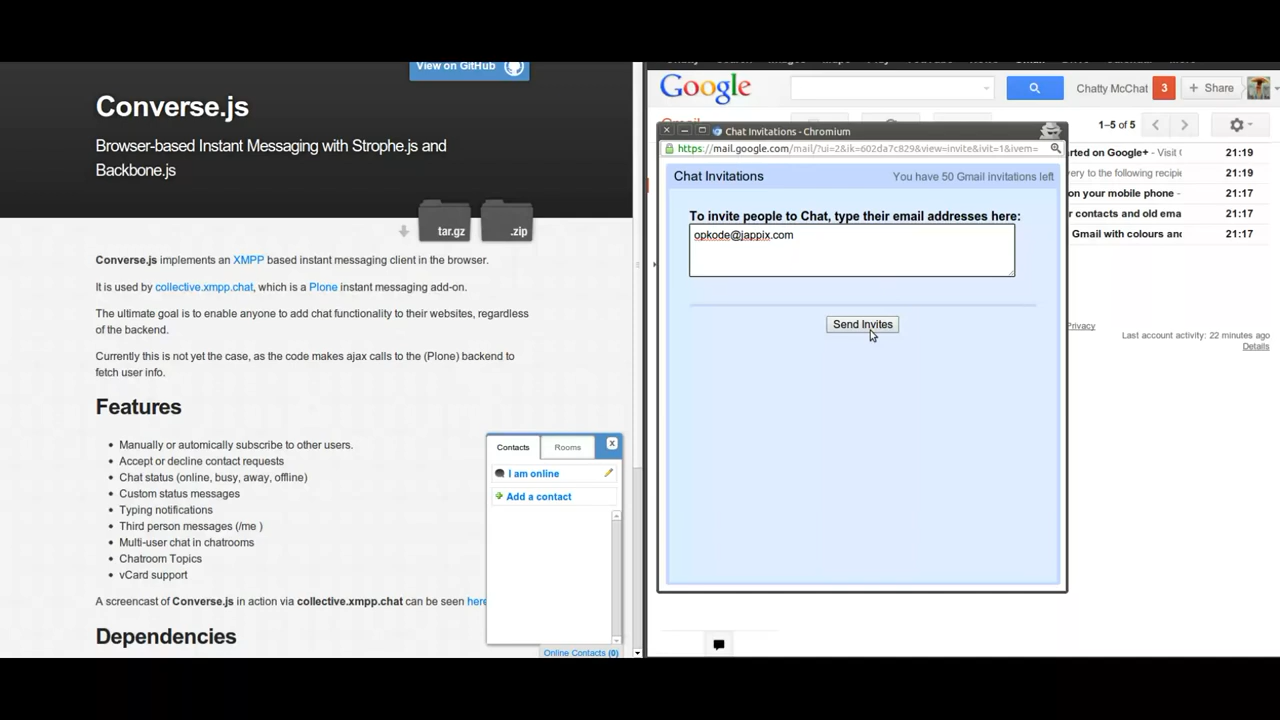 View on GitHub
Converse.js
Browser-based Instant Messaging with Strophe.js and
Backbone.js
tar.gz
.zip
Converse.js implements an XMPP based instant messaging client in the browser.
It is used by collective.xmpp.chat, which is a Plone instant messaging add-on.
The ultimate goal is to enable anyone to add chat functionality to their websites, regardless
of the backend.
Currently this is not yet the case, as the code makes ajax calls to the (Plone) backend to
fetch user info.
Features
Manually or automically subscribe to other users.
Accept or decline contact requests
Chat status (online, busy, away, offline)
Custom status messages
Typing notifications
Third person messages (/me )
Multi-user chat in chatrooms
Chatroom Topics
vCard support
A screencast of Converse.js in action via collective.xmpp.chat can be seen here
Dependencies
Contacts
Rooms
X
I am online
Add a contact
Online Contacts (0)
Google
Chatty McChat
3
+ Share
1–5 of 5
Chat Invitations - Chromium
https://mail.google.com/mail/?ui=2&ik=602da7c829&view=invite&ivit=1&ivem=
Chat Invitations
You have 50 Gmail invitations left
To invite people to Chat, type their email addresses here:
opkode@jappix.com
Send Invites
rted on Google+ - Visit 21:19
very to the following recipie 21:19
on your mobile phone - 21:17
r contacts and old ema 21:17
Gmail with colours and 21:17
Privacy
Last account activity: 22 minutes ago
Details